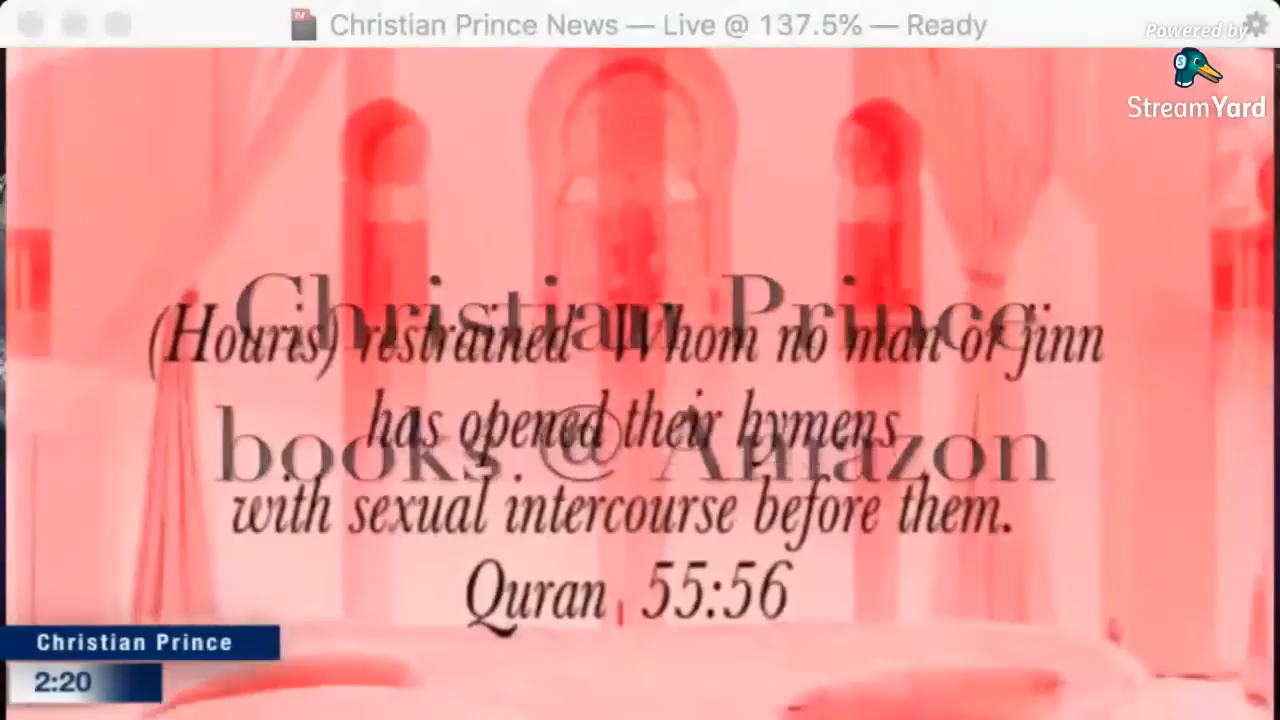 Christian Prince News — Live @ 137.5% — Ready
Powered by
StreamYard
Christian Prince
(Houris) restrained Whom no man or jinn
has opened their hymens
books @ Amazon
with sexual intercourse before them.
Quran 55:56
Christian Prince
2:20